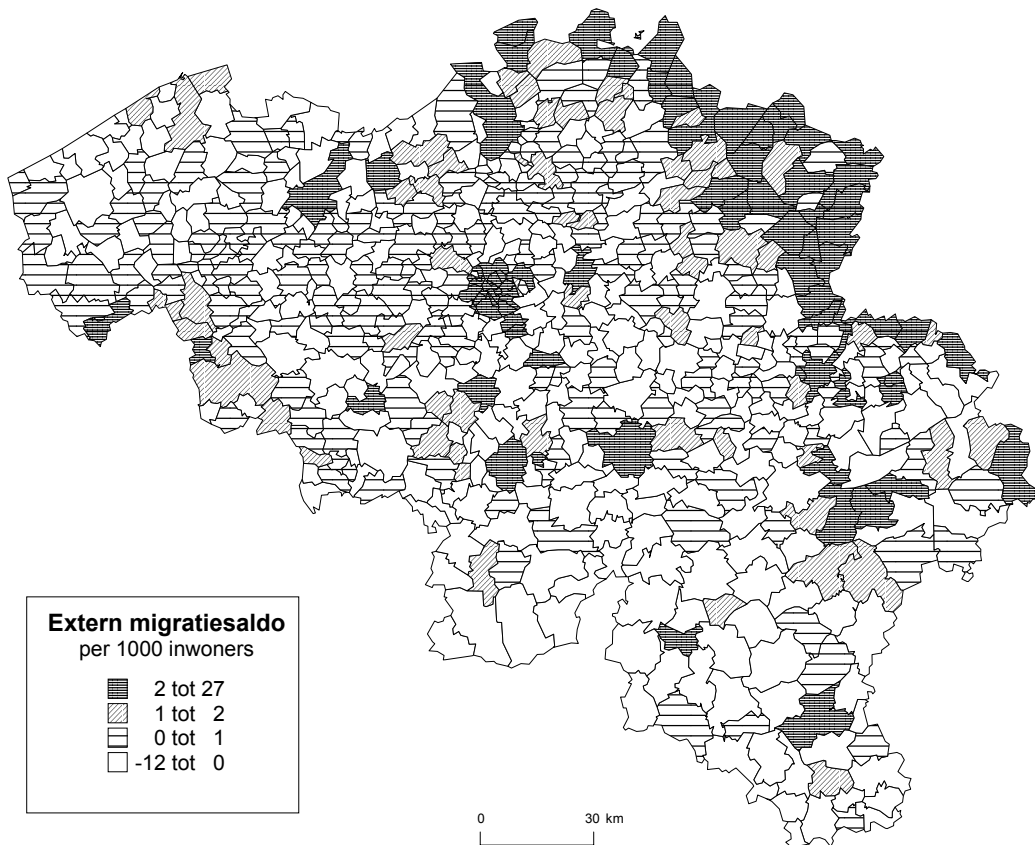 Extern migratiesaldo
per 1000 inwoners
2 tot 27
1 tot 2
0 tot 1
-12 tot 0
0 30 km